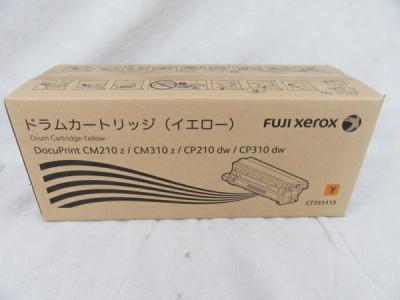 ドラムカートリッジ（イエロー）
FUJI xerox
Drum Cartridge-Yellow
DocuPrint CM210 z / CM310 z / CP210 dw / CP310 dw
Y
CT351113